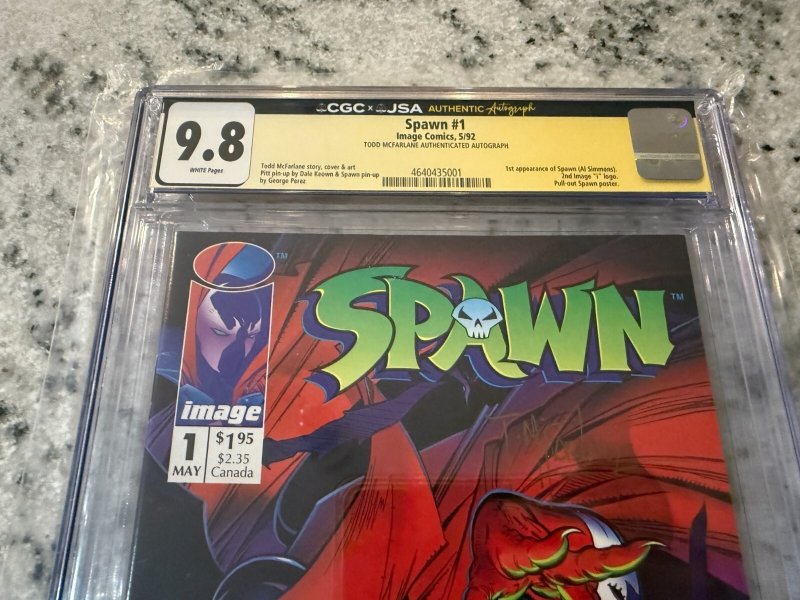 CGC x JSA AUTHENTIC Autograph
9.8
WHITE Pages
Spawn #1
Image Comics, 5/92
TODD MCFARLANE AUTHENTICATED AUTOGRAPH
Todd McFarlane story, cover & art
Pitt pin-up by Dale Keown & Spawn pin-up
by George Perez
4640435001
1st appearance of Spawn (Al Simmons).
2nd Image "i" logo.
Pull-out Spawn poster.
i TM
SPAWN TM
image
1 $1.95
MAY $2.35
Canada